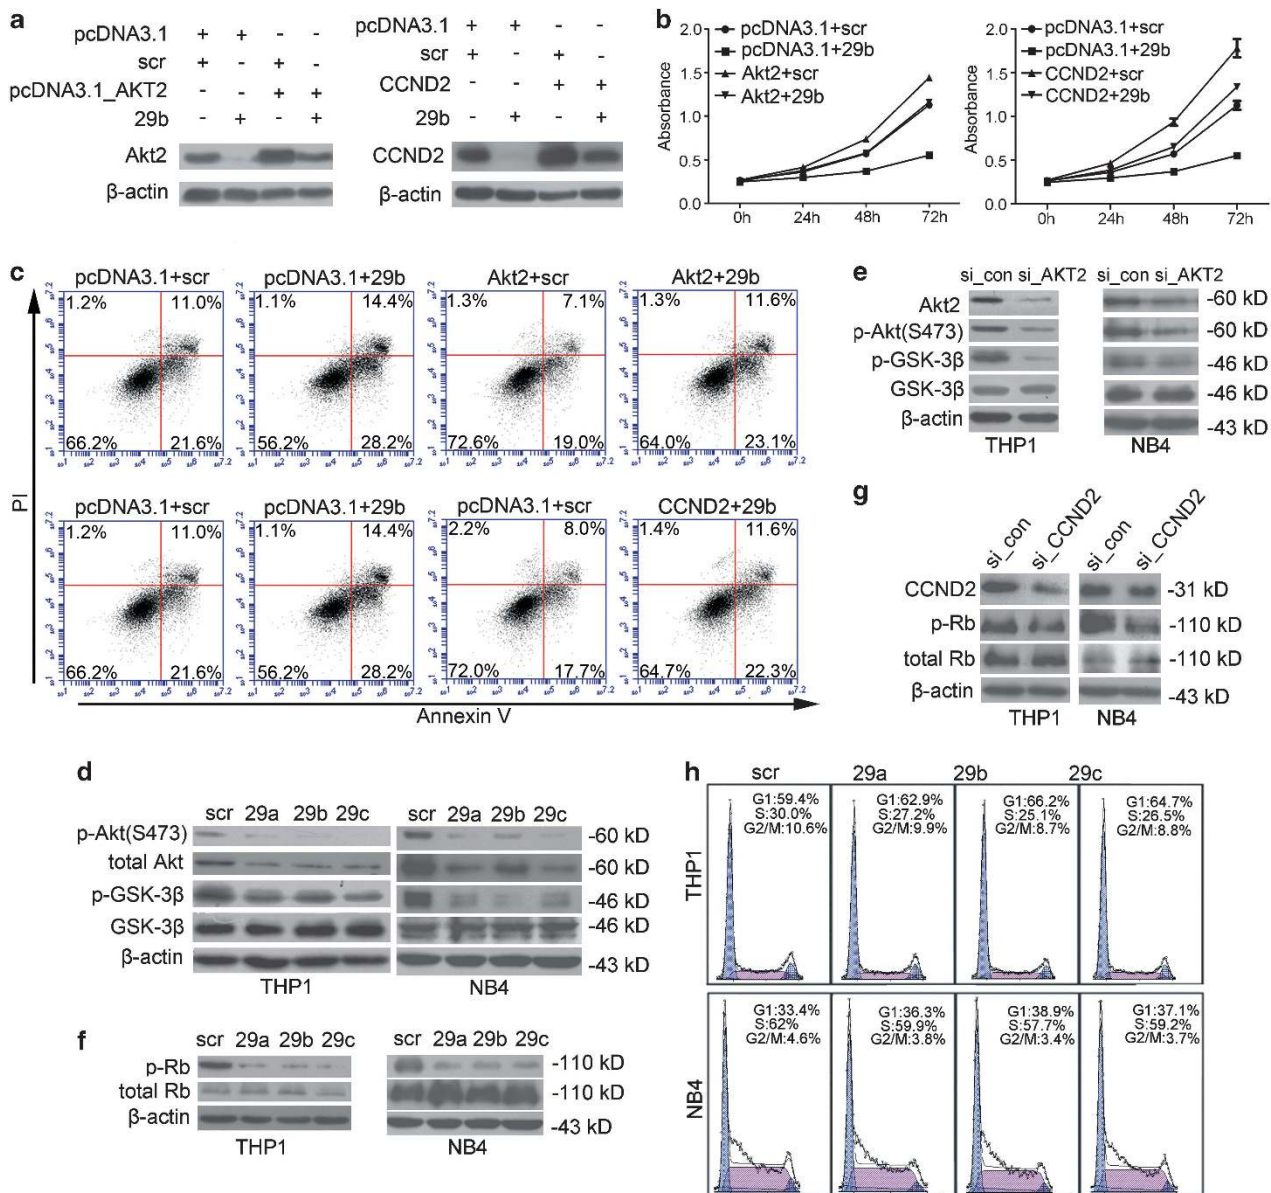 a
pcDNA3.1 + + - -
scr + - + -
pcDNA3.1_AKT2 - - + +
29b - + - +
Akt2
β-actin
pcDNA3.1 + + - -
scr + - + -
CCND2 - - + +
29b - + - +
CCND2
β-actin
b
Absorbance
2.0
1.5
1.0
0.5
0.0
0h 24h 48h 72h
pcDNA3.1+scr
pcDNA3.1+29b
Akt2+scr
Akt2+29b
Absorbance
2.0
1.5
1.0
0.5
0.0
0h 24h 48h 72h
pcDNA3.1+scr
pcDNA3.1+29b
CCND2+scr
CCND2+29b
c
PI
pcDNA3.1+scr
1.2% 11.0%
66.2% 21.6%
pcDNA3.1+29b
1.1% 14.4%
56.2% 28.2%
Akt2+scr
1.3% 7.1%
72.6% 19.0%
Akt2+29b
1.3% 11.6%
64.0% 23.1%
pcDNA3.1+scr
1.2% 11.0%
66.2% 21.6%
pcDNA3.1+29b
1.1% 14.4%
56.2% 28.2%
pcDNA3.1+scr
2.2% 8.0%
72.0% 17.7%
CCND2+29b
1.4% 11.6%
64.7% 22.3%
Annexin V
d
scr 29a 29b 29c
scr 29a 29b 29c
p-Akt(S473) -60 kD
total Akt -60 kD
p-GSK-3β -46 kD
GSK-3β -46 kD
β-actin -43 kD
THP1 NB4
e
si_con si_AKT2 si_con si_AKT2
Akt2 -60 kD
p-Akt(S473) -60 kD
p-GSK-3β -46 kD
GSK-3β -46 kD
β-actin -43 kD
THP1 NB4
f
scr 29a 29b 29c
scr 29a 29b 29c
p-Rb -110 kD
total Rb -110 kD
β-actin -43 kD
THP1 NB4
g
si_con si_CCND2 si_con si_CCND2
CCND2 -31 kD
p-Rb -110 kD
total Rb -110 kD
β-actin -43 kD
THP1 NB4
h
scr 29a 29b 29c
THP1
G1:59.4%
S:30.0%
G2/M:10.6%
G1:62.9%
S:27.2%
G2/M:9.9%
G1:66.2%
S:25.1%
G2/M:8.7%
G1:64.7%
S:26.5%
G2/M:8.8%
NB4
G1:33.4%
S:62%
G2/M:4.6%
G1:36.3%
S:59.9%
G2/M:3.8%
G1:38.9%
S:57.7%
G2/M:3.4%
G1:37.1%
S:59.2%
G2/M:3.7%